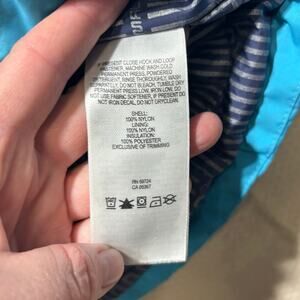 IF PRESENT CLOSE HOOK AND LOOP
FASTENER, MACHINE WASH COLD
PERMANENT PRESS, POWDERED
DETERGENT, RINSE THOROUGHLY, WASH
SEPARATELY, DO NOT BLEACH, TUMBLE DRY
PERMANENT PRESS LOW, IRON LOW, DO
NOT USE FABRIC SOFTENER, IF PRESENT DO
NOT IRON DECAL, DO NOT DRYCLEAN.
SHELL:
100% NYLON
LINING:
100% NYLON
INSULATION:
100% POLYESTER
EXCLUSIVE OF TRIMMING
RN 59724
CA 05367